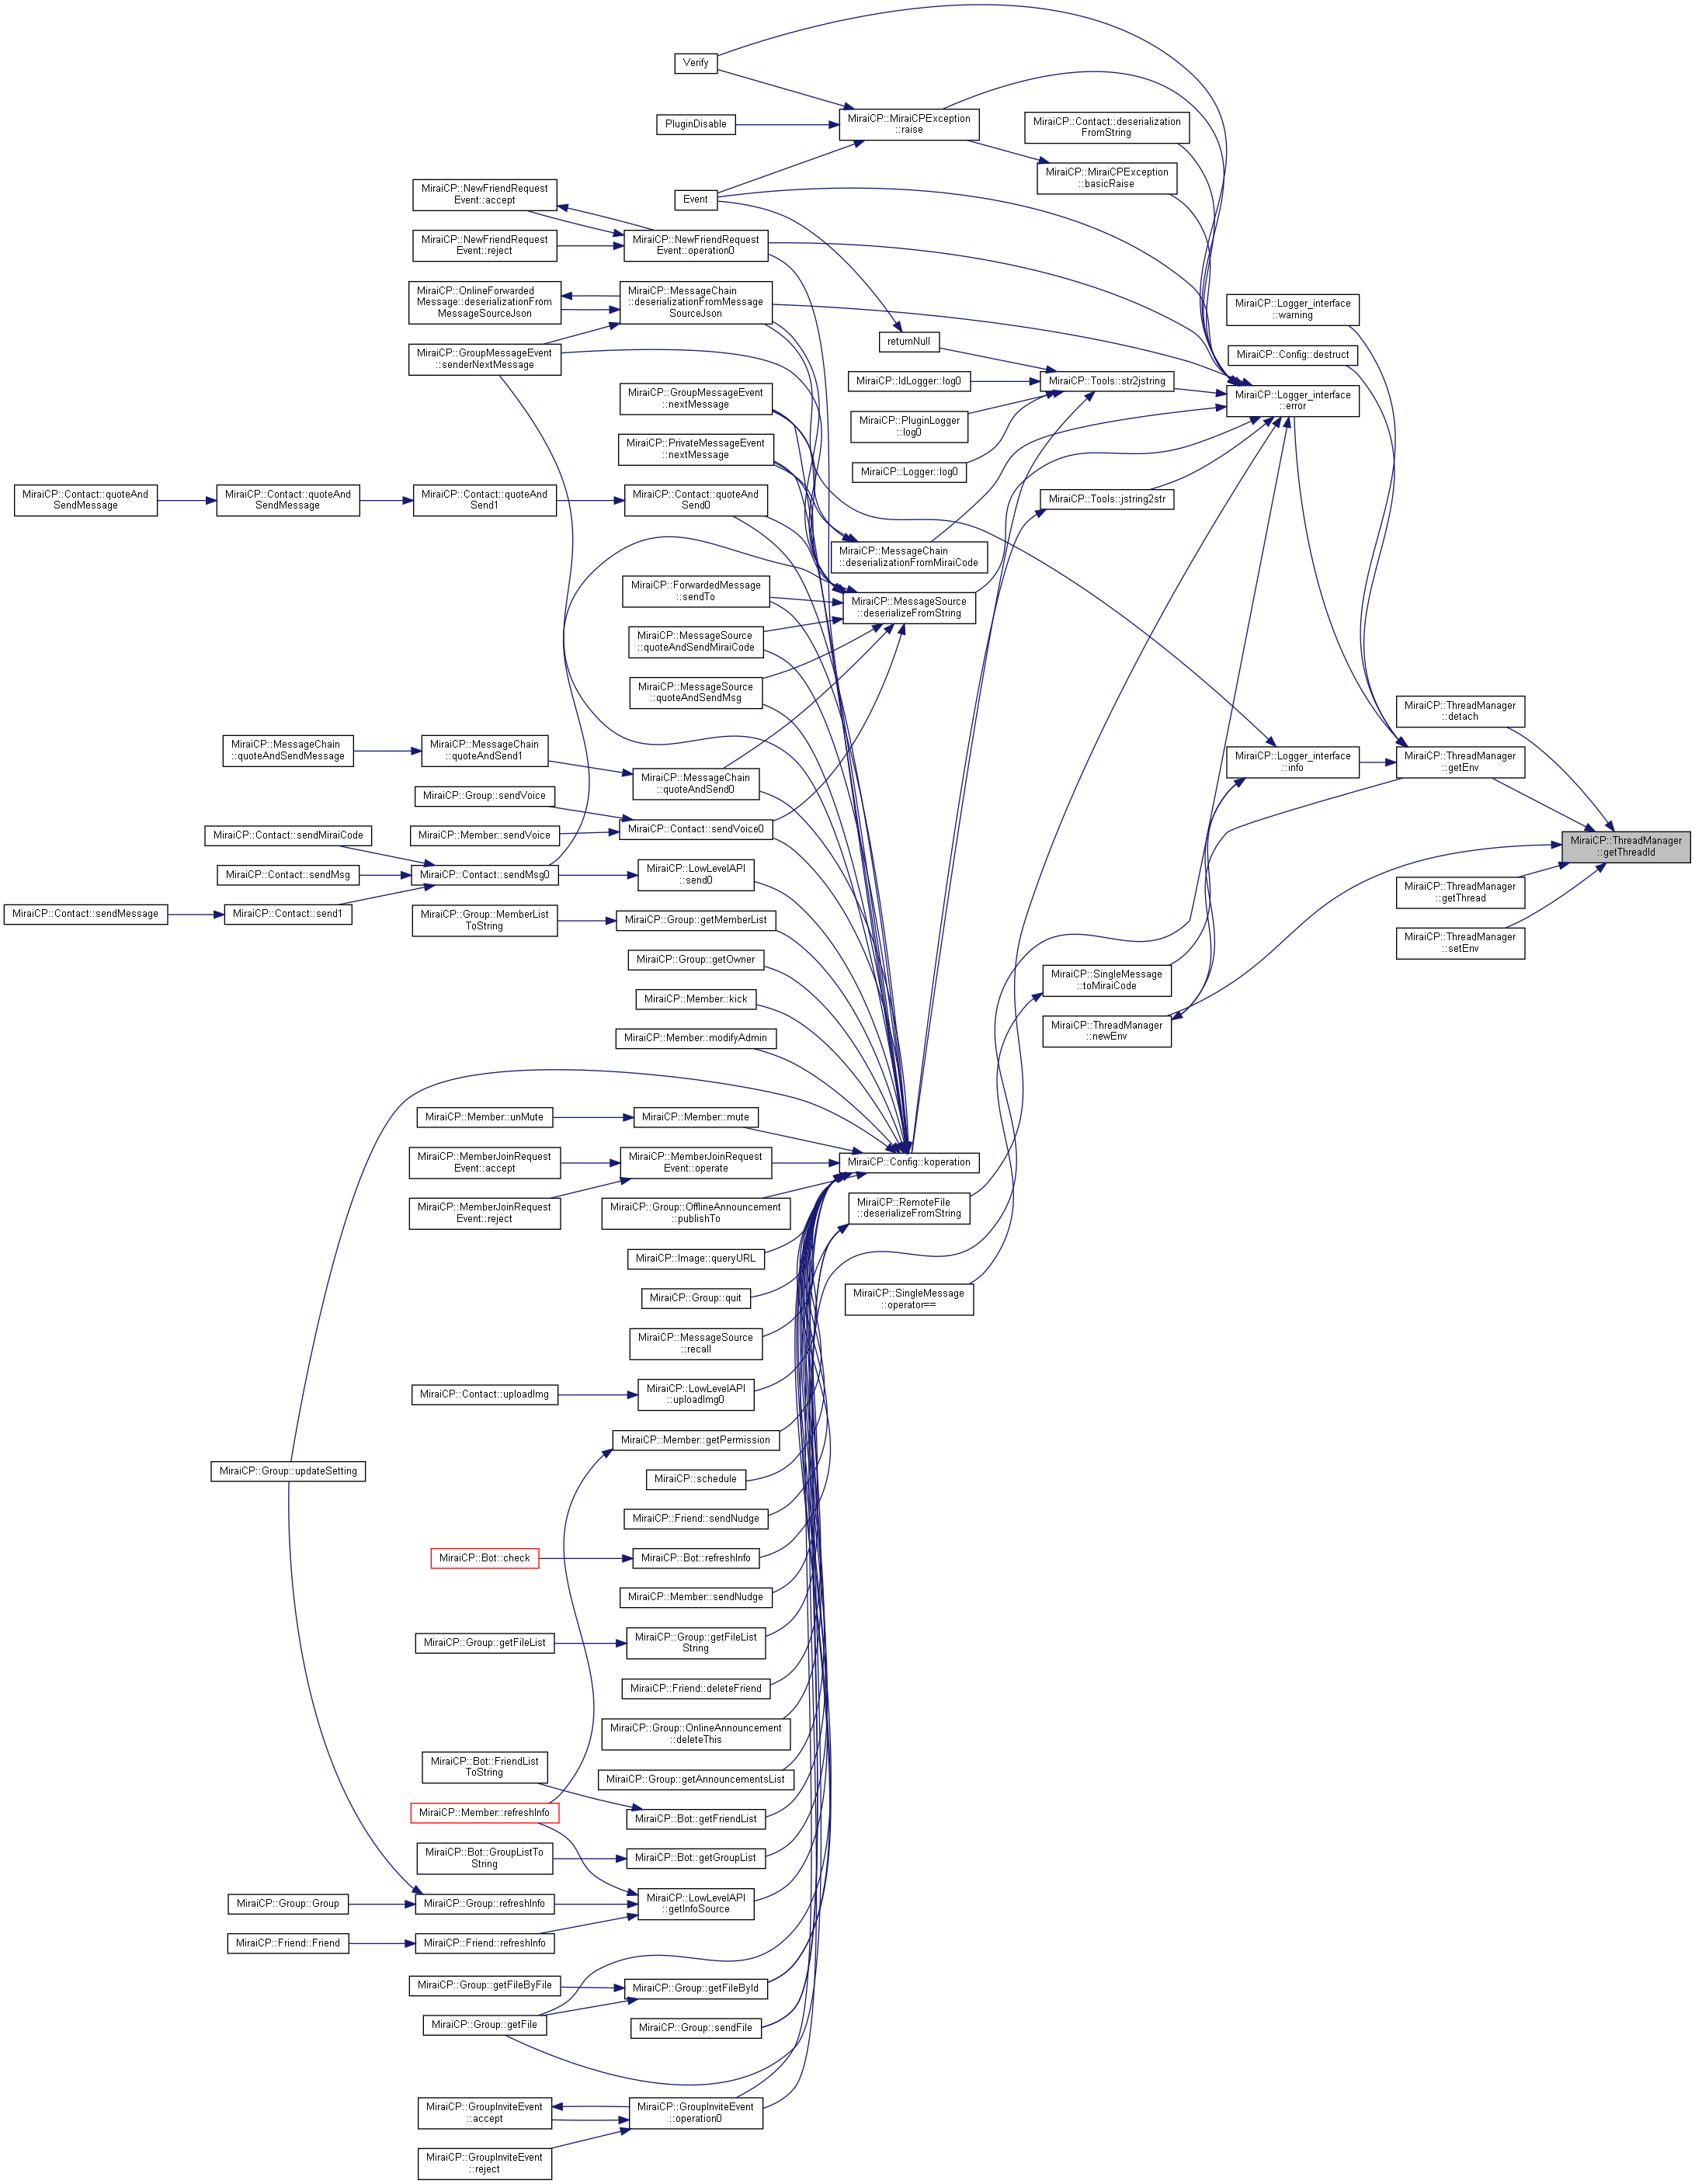 Verify
PluginDisable
MiraiCP::MiraiCPException
::raise
MiraiCP::Contact::deserialization
FromString
MiraiCP::MiraiCPException
::basicRaise
Event
MiraiCP::NewFriendRequest
Event::accept
MiraiCP::NewFriendRequest
Event::reject
MiraiCP::NewFriendRequest
Event::operation0
MiraiCP::OnlineForwarded
Message::deserializationFrom
MessageSourceJson
MiraiCP::MessageChain
::deserializationFromMessage
SourceJson
MiraiCP::GroupMessageEvent
::senderNextMessage
returnNull
MiraiCP::IdLogger::log0
MiraiCP::Tools::str2jstring
MiraiCP::PluginLogger
::log0
MiraiCP::Logger::log0
MiraiCP::Logger_interface
::warning
MiraiCP::Config::destruct
MiraiCP::Logger_interface
::error
MiraiCP::GroupMessageEvent
::nextMessage
MiraiCP::PrivateMessageEvent
::nextMessage
MiraiCP::Contact::quoteAnd
SendMessage
MiraiCP::Contact::quoteAnd
SendMessage
MiraiCP::Contact::quoteAnd
Send1
MiraiCP::Contact::quoteAnd
Send0
MiraiCP::Tools::jstring2str
MiraiCP::MessageChain
::deserializationFromMiraiCode
MiraiCP::ForwardedMessage
::sendTo
MiraiCP::MessageSource
::deserializeFromString
MiraiCP::MessageSource
::quoteAndSendMiraiCode
MiraiCP::MessageSource
::quoteAndSendMsg
MiraiCP::MessageChain
::quoteAndSendMessage
MiraiCP::MessageChain
::quoteAndSend1
MiraiCP::MessageChain
::quoteAndSend0
MiraiCP::Logger_interface
::info
MiraiCP::ThreadManager
::detach
MiraiCP::ThreadManager
::getEnv
MiraiCP::ThreadManager
::getThreadId
MiraiCP::ThreadManager
::getThread
MiraiCP::ThreadManager
::setEnv
MiraiCP::Group::sendVoice
MiraiCP::Member::sendVoice
MiraiCP::Contact::sendVoice0
MiraiCP::Contact::sendMiraiCode
MiraiCP::Contact::sendMsg
MiraiCP::Contact::sendMsg0
MiraiCP::LowLevelAPI
::send0
MiraiCP::Contact::sendMessage
MiraiCP::Contact::send1
MiraiCP::Group::MemberList
ToString
MiraiCP::Group::getMemberList
MiraiCP::Group::getOwner
MiraiCP::Member::kick
MiraiCP::Member::modifyAdmin
MiraiCP::SingleMessage
::toMiraiCode
MiraiCP::ThreadManager
::newEnv
MiraiCP::Member::unMute
MiraiCP::Member::mute
MiraiCP::MemberJoinRequest
Event::accept
MiraiCP::MemberJoinRequest
Event::operate
MiraiCP::Config::koperation
MiraiCP::MemberJoinRequest
Event::reject
MiraiCP::Group::OfflineAnnouncement
::publishTo
MiraiCP::RemoteFile
::deserializeFromString
MiraiCP::Image::queryURL
MiraiCP::Group::quit
MiraiCP::SingleMessage
::operator==
MiraiCP::MessageSource
::recall
MiraiCP::Contact::uploadImg
MiraiCP::LowLevelAPI
::uploadImg0
MiraiCP::Member::getPermission
MiraiCP::Group::updateSetting
MiraiCP::schedule
MiraiCP::Friend::sendNudge
MiraiCP::Bot::check
MiraiCP::Bot::refreshInfo
MiraiCP::Member::sendNudge
MiraiCP::Group::getFileList
MiraiCP::Group::getFileList
String
MiraiCP::Friend::deleteFriend
MiraiCP::Group::OnlineAnnouncement
::deleteThis
MiraiCP::Bot::FriendList
ToString
MiraiCP::Group::getAnnouncementsList
MiraiCP::Member::refreshInfo
MiraiCP::Bot::getFriendList
MiraiCP::Bot::GroupListTo
String
MiraiCP::Bot::getGroupList
MiraiCP::Group::Group
MiraiCP::Group::refreshInfo
MiraiCP::LowLevelAPI
::getInfoSource
MiraiCP::Friend::Friend
MiraiCP::Friend::refreshInfo
MiraiCP::Group::getFileByFile
MiraiCP::Group::getFileById
MiraiCP::Group::getFile
MiraiCP::Group::sendFile
MiraiCP::GroupInviteEvent
::accept
MiraiCP::GroupInviteEvent
::operation0
MiraiCP::GroupInviteEvent
::reject